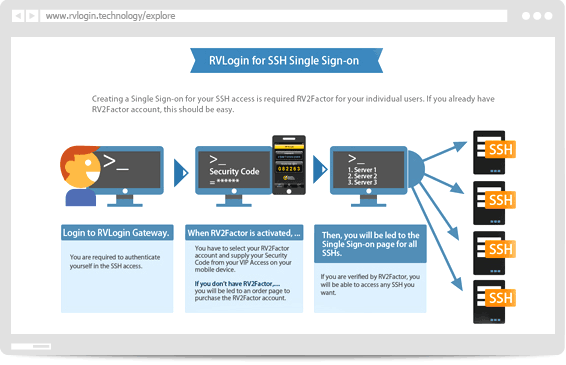 www.rvlogin.technology/explore
RVLogin for SSH Single Sign-on
Creating a Single Sign-on for your SSH access is required RV2Factor for your individual users. If you already have
RV2Factor account, this should be easy.
>_
>_
Security Code
= ******
082263
>_
1. Server 1
2. Server 2
3. Server 3
SSH
SSH
SSH
SSH
Login to RVLogin Gateway.
You are required to authenticate
yourself in the SSH access.
When RV2Factor is activated, ...
You have to select your RV2Factor
account and supply your Security
Code from your VIP Access on your
mobile device.
If you don't have RV2Factor,....
you will be led to an order page to
purchase the RV2Factor account.
Then, you will be led to the
Single Sign-on page for all
SSHs.
If you are verified by RV2Factor, you
will be able to access any SSH you
want.